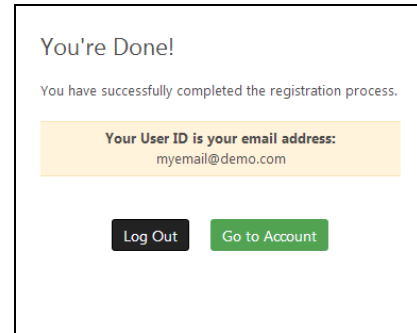 You're Done!
You have successfully completed the registration process.
Your User ID is your email address:
myemail@demo.com
Log Out
Go to Account